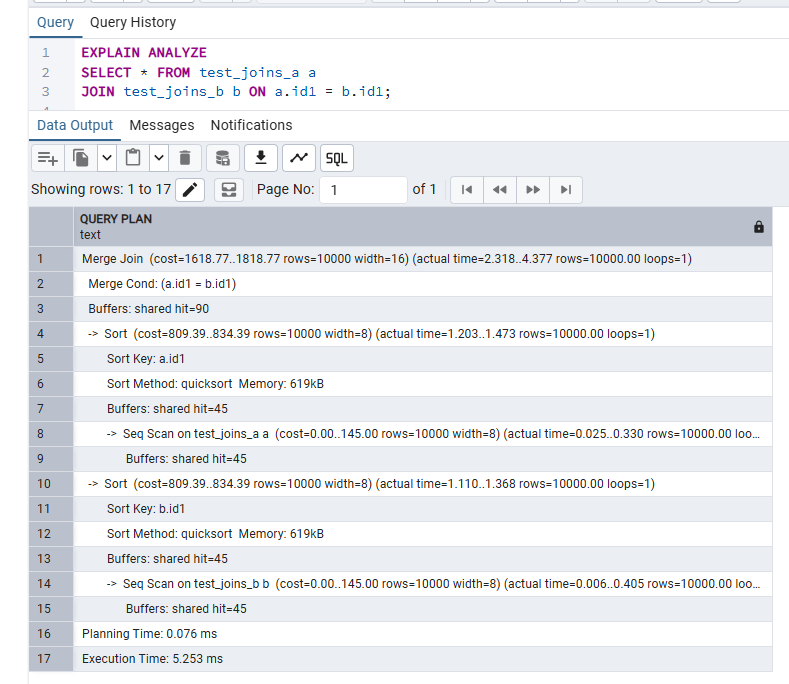 Query Query History
1 EXPLAIN ANALYZE
2 SELECT * FROM test_joins_a a
3 JOIN test_joins_b b ON a.id1 = b.id1;
Data Output Messages Notifications
SQL
Showing rows: 1 to 17 Page No: 1 of 1
QUERY PLAN
text
1 Merge Join (cost=1618.77..1818.77 rows=10000 width=16) (actual time=2.318..4.377 rows=10000.00 loops=1)
2 Merge Cond: (a.id1 = b.id1)
3 Buffers: shared hit=90
4 -> Sort (cost=809.39..834.39 rows=10000 width=8) (actual time=1.203..1.473 rows=10000.00 loops=1)
5 Sort Key: a.id1
6 Sort Method: quicksort Memory: 619kB
7 Buffers: shared hit=45
8 -> Seq Scan on test_joins_a a (cost=0.00..145.00 rows=10000 width=8) (actual time=0.025..0.330 rows=10000.00 loo...
9 Buffers: shared hit=45
10 -> Sort (cost=809.39..834.39 rows=10000 width=8) (actual time=1.110..1.368 rows=10000.00 loops=1)
11 Sort Key: b.id1
12 Sort Method: quicksort Memory: 619kB
13 Buffers: shared hit=45
14 -> Seq Scan on test_joins_b b (cost=0.00..145.00 rows=10000 width=8) (actual time=0.006..0.405 rows=10000.00 loo...
15 Buffers: shared hit=45
16 Planning Time: 0.076 ms
17 Execution Time: 5.253 ms